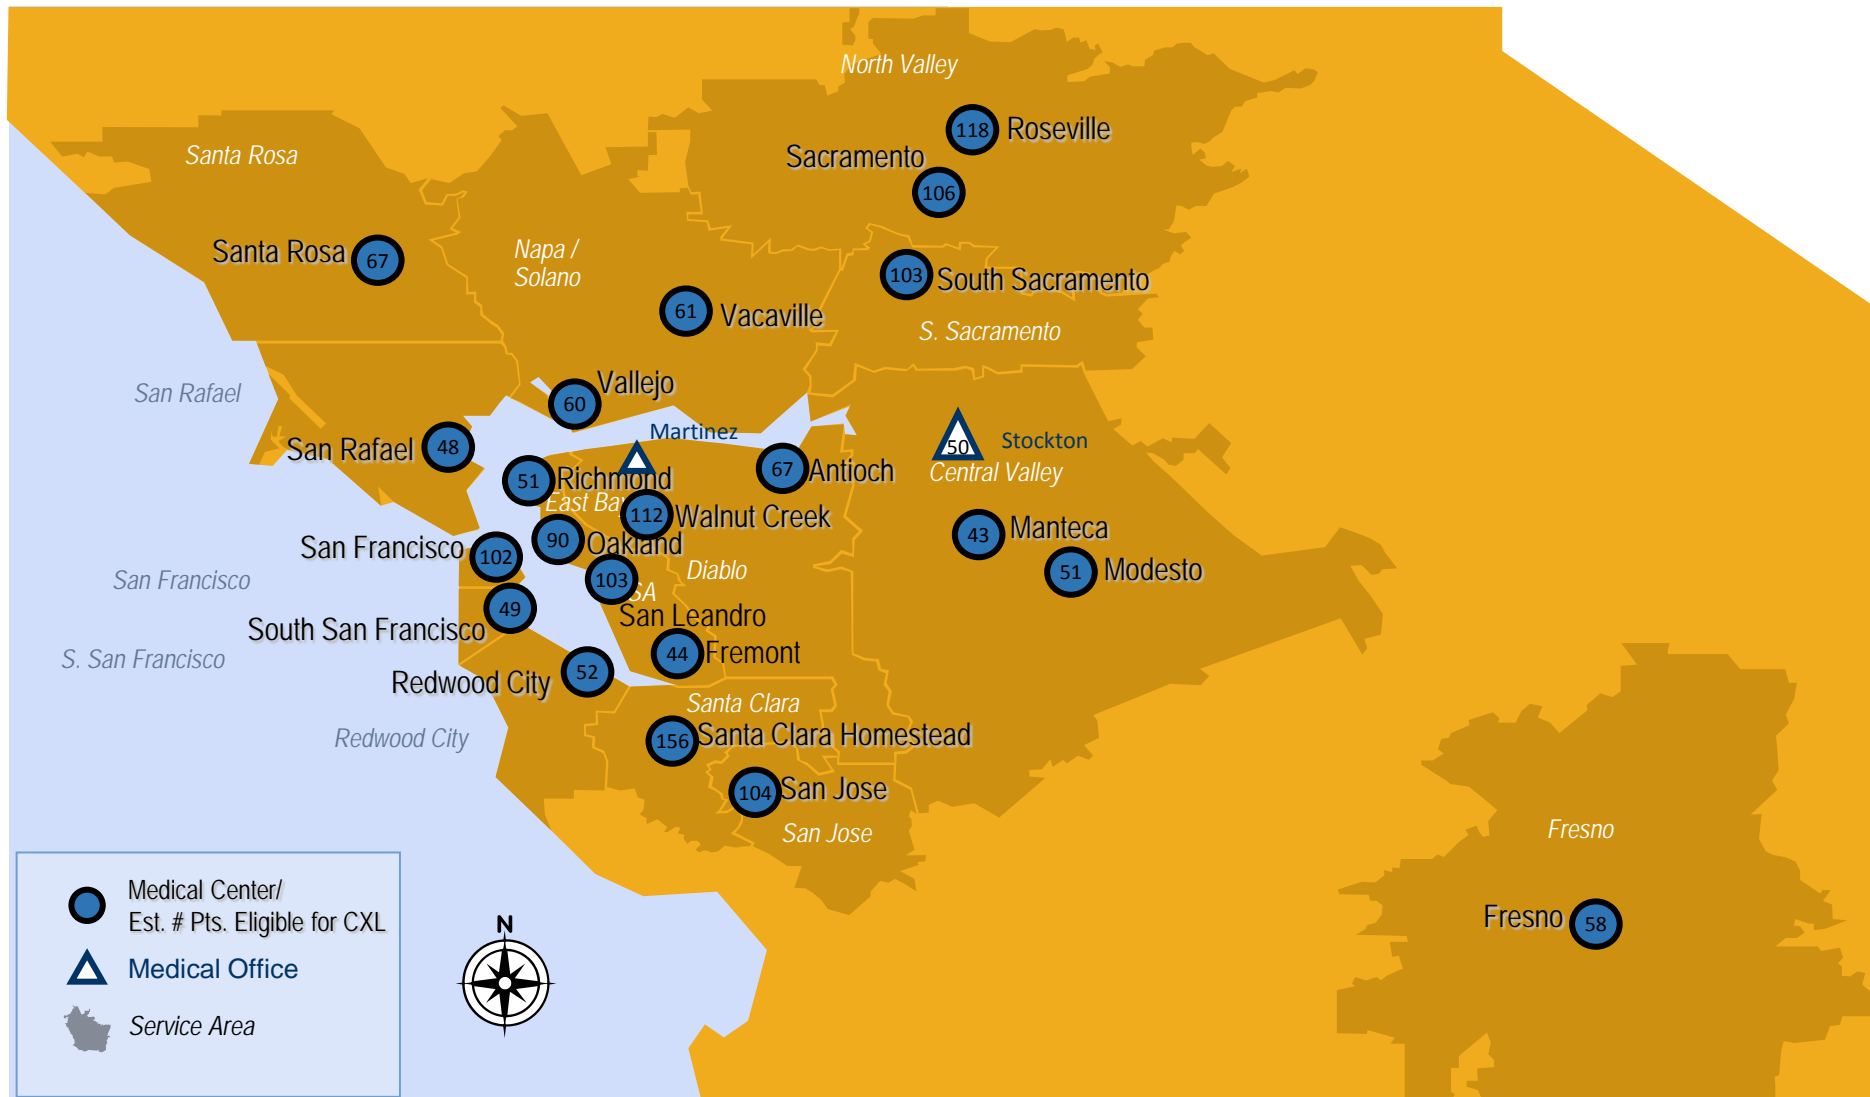 North Valley
118
Roseville
Sacramento
106
Santa Rosa
Santa Rosa
67
Napa /
Solano
103
South Sacramento
61
Vacaville
S. Sacramento
San Rafael
Vallejo
60
Martinez
San Rafael
48
50
Stockton
Central Valley
67
Antioch
51
Richmond
East Bay
112
Walnut Creek
43
Manteca
San Francisco
102
90
Oakland
San Francisco
103
SA
Diablo
51
Modesto
49
South San Francisco
San Leandro
S. San Francisco
44
Fremont
52
Redwood City
Santa Clara
Redwood City
156
Santa Clara Homestead
104
San Jose
San Jose
Fresno
Fresno
58
Medical Center/
Est. # Pts. Eligible for CXL
Medical Office
Service Area
N